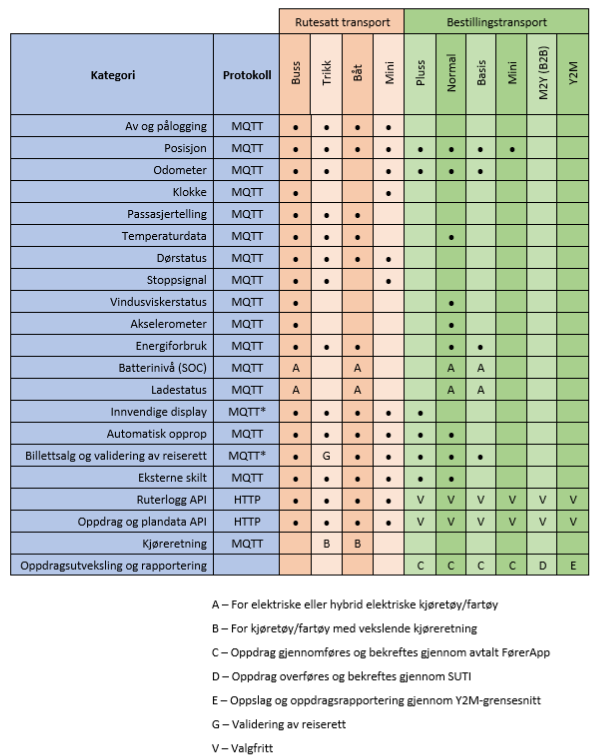 Rutesatt transport Bestillingstransport
Kategori Protokoll Buss Trikk Båt Mini Pluss Normal Basis Mini M2Y (B2B) Y2M
Av og pålogging MQTT • • • •
Posisjon MQTT • • • • • • • •
Odometer MQTT • • • • • •
Klokke MQTT • •
Passasjertelling MQTT • • •
Temperaturdata MQTT • • • •
Dørstatus MQTT • • • •
Stoppsignal MQTT • • •
Vindusviskerstatus MQTT • •
Akselerometer MQTT • •
Energiforbruk MQTT • • • • •
Batterinivå (SOC) MQTT A A A A
Ladestatus MQTT A A A A
Innvendige display MQTT* • • • • •
Automatisk opprop MQTT • • • • • •
Billettsalg og validering av reiserett MQTT* • G • • • • •
Eksterne skilt MQTT • • • • • •
Ruterlogg API HTTP • • • • V V V V V V
Oppdrag og plandata API HTTP • • • • V V V V V V
Kjøreretning MQTT B B
Oppdragsutveksling og rapportering C C C C D E
A – For elektriske eller hybrid elektriske kjøretøy/fartøy
B – For kjøretøy/fartøy med vekslende kjøreretning
C – Oppdrag gjennomføres og bekreftes gjennom avtalt FørerApp
D – Oppdrag overføres og bekreftes gjennom SUTI
E – Oppslag og oppdragsrapportering gjennom Y2M-grensesnitt
G – Validering av reiserett
V – Valgfritt